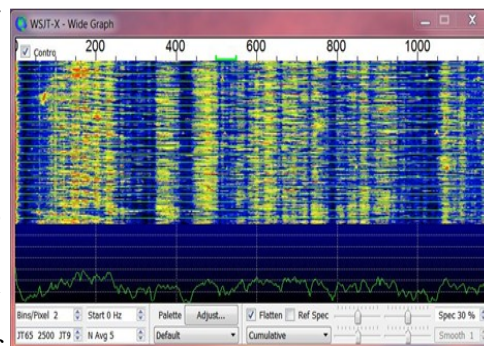 WSJT-X - Wide Graph
Contro
200 400 600 800 1000
Bins/Pixel 2 Start 0 Hz Palette Adjust... Flatten Ref Spec Spec 30 %
JT65 2500 JT9 N Avg 5 Default Cumulative Smooth 1